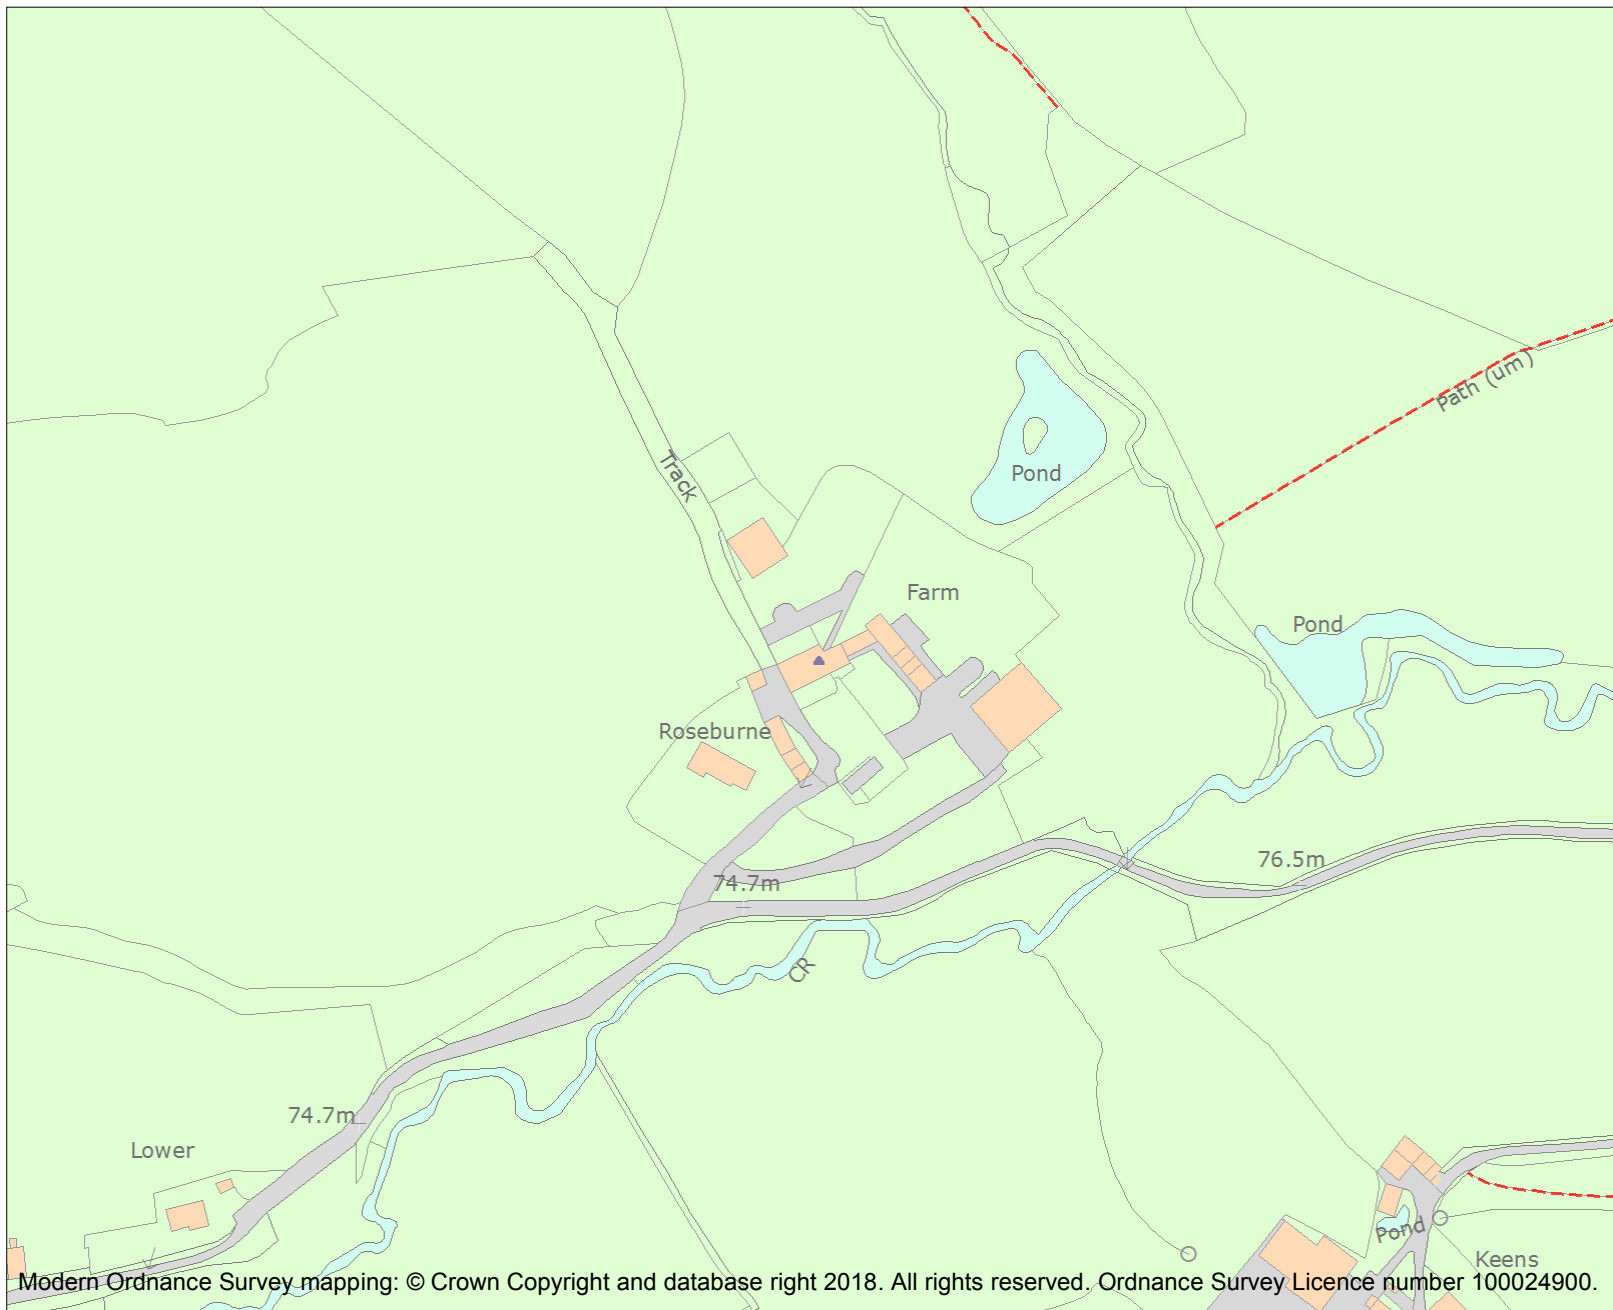 Path (um)
Track
Pond
Farm
Pond
Roseburne
76.5m
74.7m
CR
74.7m
Lower
Pond
Keens
Modern Ordnance Survey mapping: © Crown Copyright and database right 2018. All rights reserved. Ordnance Survey Licence number 100024900.